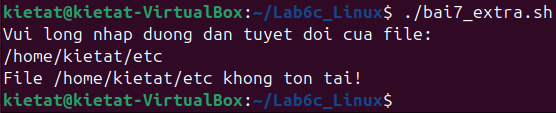 kietat@kietat-VirtualBox:~/Lab6c_Linux$ ./bai7_extra.sh
Vui long nhap duong dan tuyet doi cua file:
/home/kietat/etc
File /home/kietat/etc khong ton tai!
kietat@kietat-VirtualBox:~/Lab6c_Linux$